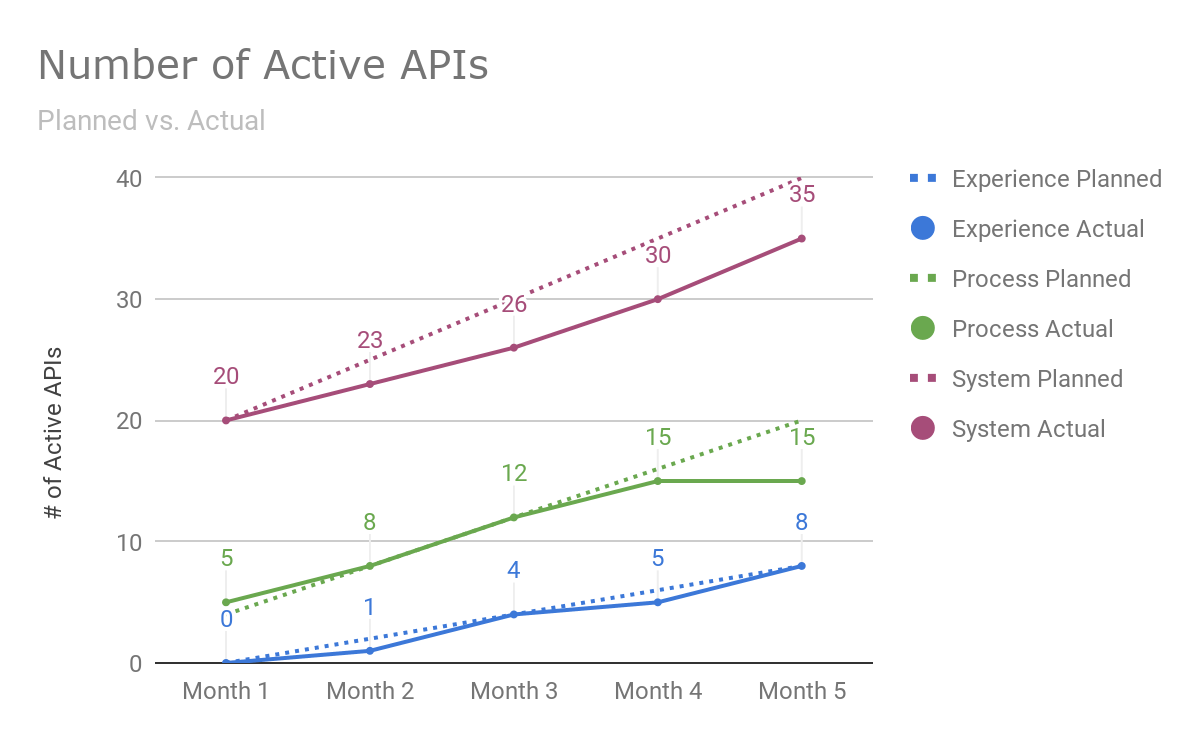 Number of Active APIs
Planned vs. Actual
# of Active APIs
40
30
20
10
0
20
23
26
30
35
5
8
12
15
15
0
1
4
5
8
Month 1
Month 2
Month 3
Month 4
Month 5
Experience Planned
Experience Actual
Process Planned
Process Actual
System Planned
System Actual